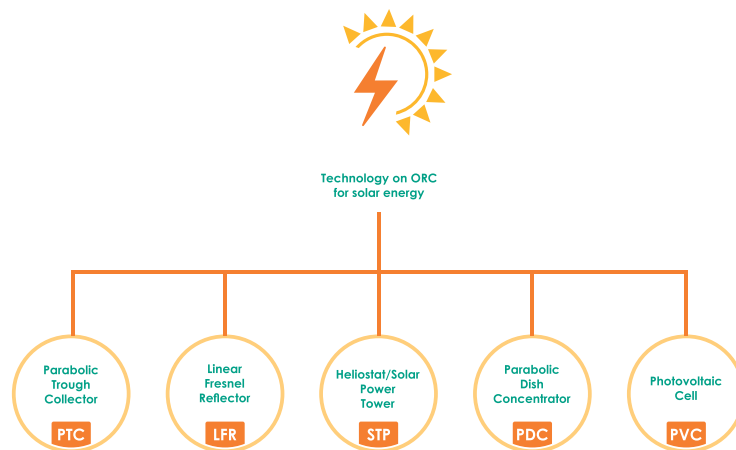 Technology on ORC
for solar energy
Parabolic
Trough
Collector
PTC
Linear
Fresnel
Reflector
LFR
Heliostat/Solar
Power
Tower
STP
Parabolic
Dish
Concentrator
PDC
Photovoltaic
Cell
PVC